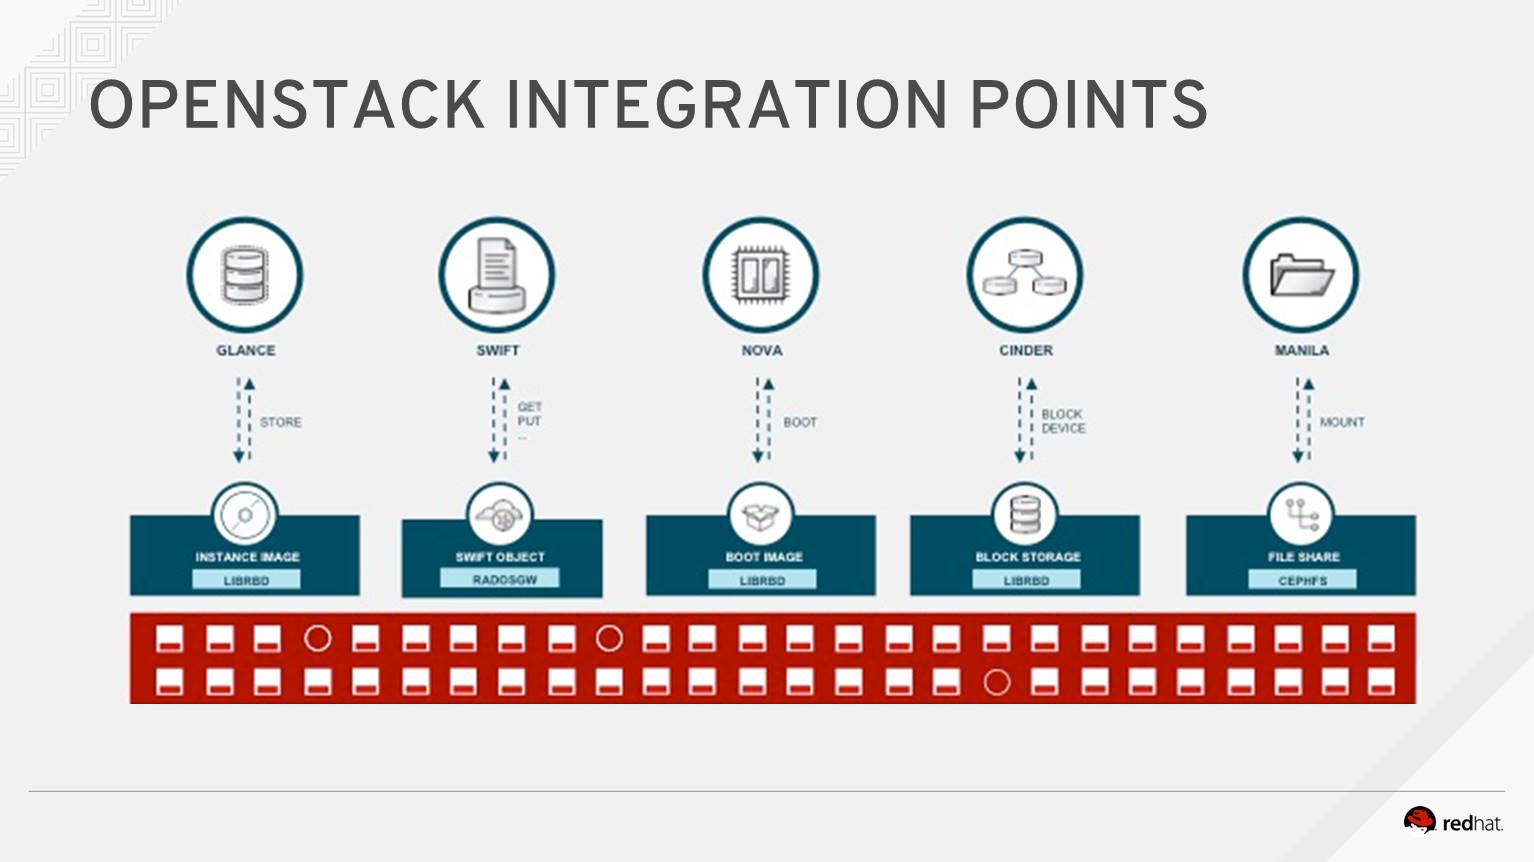 OPENSTACK INTEGRATION POINTS
GLANCE
SWIFT
NOVA
CINDER
MANILA
STORE
GET
PUT
--
BOOT
BLOCK
DEVICE
MOUNT
INSTANCE IMAGE
LIBRBD
SWIFT OBJECT
RADOSGW
BOOT IMAGE
LIBRBD
BLOCK STORAGE
LIBRBD
FILE SHARE
CEPHFS
redhat.